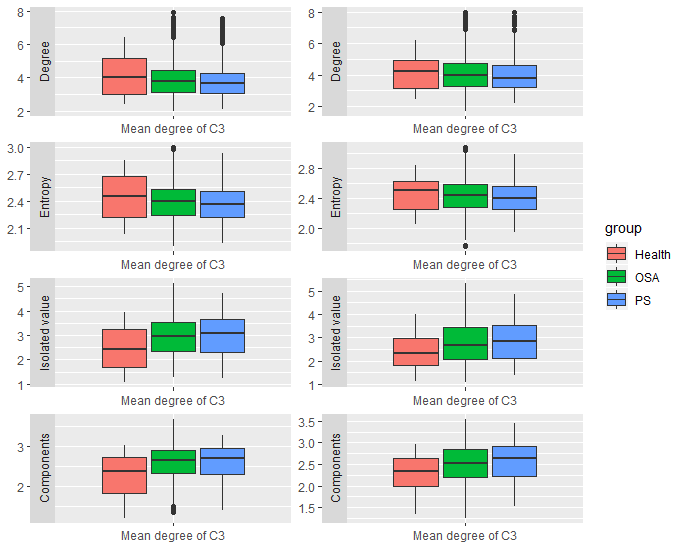 8
6
4
2
Degree
Mean degree of C3
8
6
4
2
Degree
Mean degree of C3
3.0
2.7
2.4
2.1
Entropy
Mean degree of C3
2.8
2.4
2.0
Entropy
Mean degree of C3
5
4
3
2
1
Isolated value
Mean degree of C3
5
4
3
2
1
Isolated value
Mean degree of C3
3
2
Components
Mean degree of C3
3.5
3.0
2.5
2.0
1.5
Components
Mean degree of C3
group
Health
OSA
PS